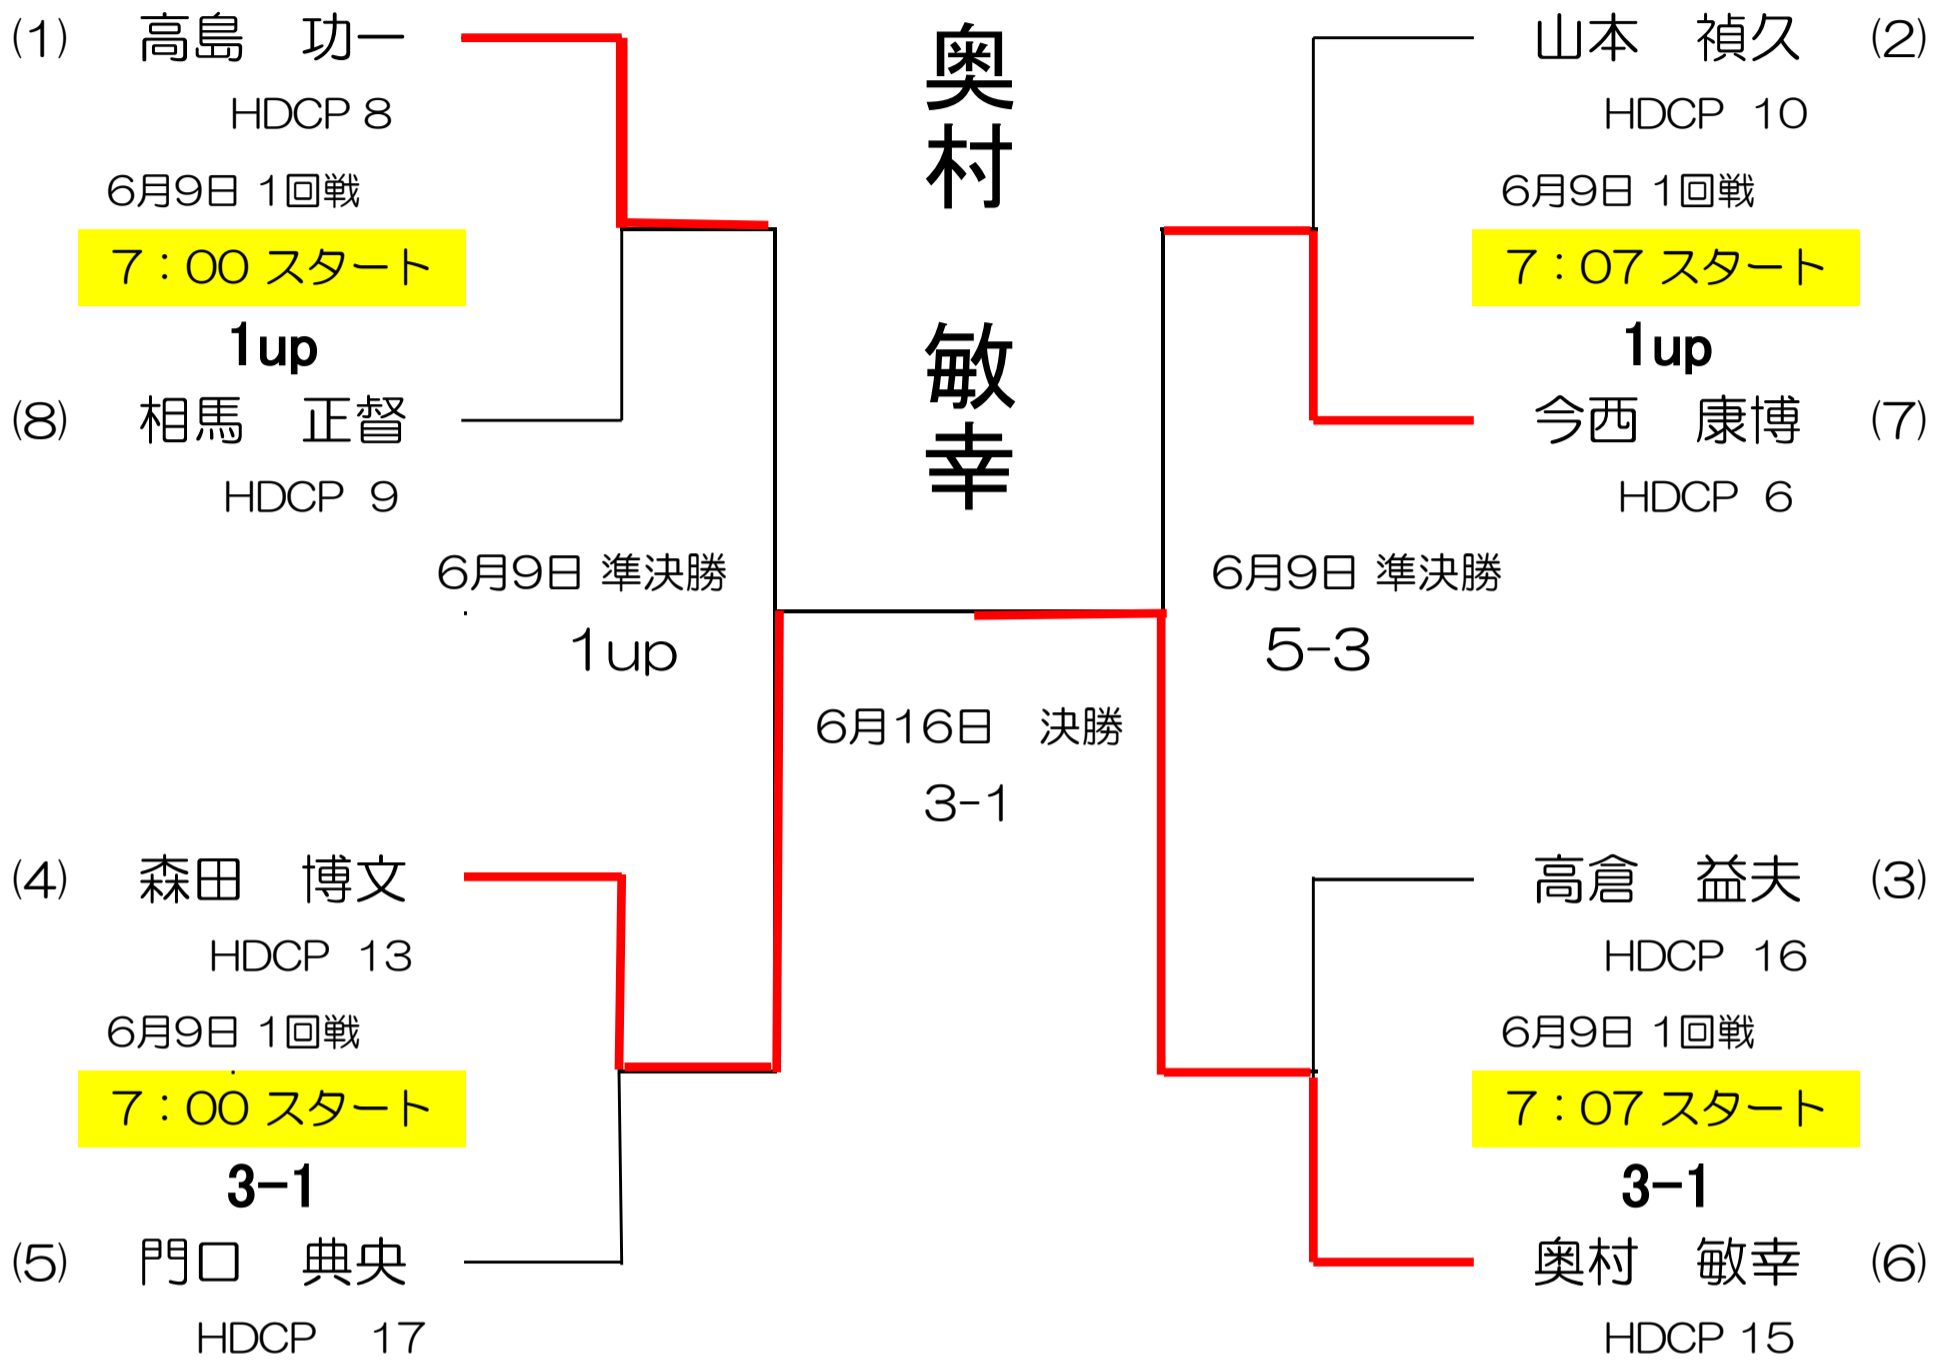 (1) 高島 功一
HDCP 8
6月9日 1回戦
7：00 スタート
1up
(8) 相馬 正督
HDCP 9
6月9日 準決勝
1up
(4) 森田 博文
HDCP 13
6月9日 1回戦
7：00 スタート
3-1
(5) 門口 典央
HDCP 17
奥村 敏幸
6月16日 決勝
3-1
山本 禎久 (2)
HDCP 10
6月9日 1回戦
7：07 スタート
1up
今西 康博 (7)
HDCP 6
6月9日 準決勝
5-3
高倉 益夫 (3)
HDCP 16
6月9日 1回戦
7：07 スタート
3-1
奥村 敏幸 (6)
HDCP 15